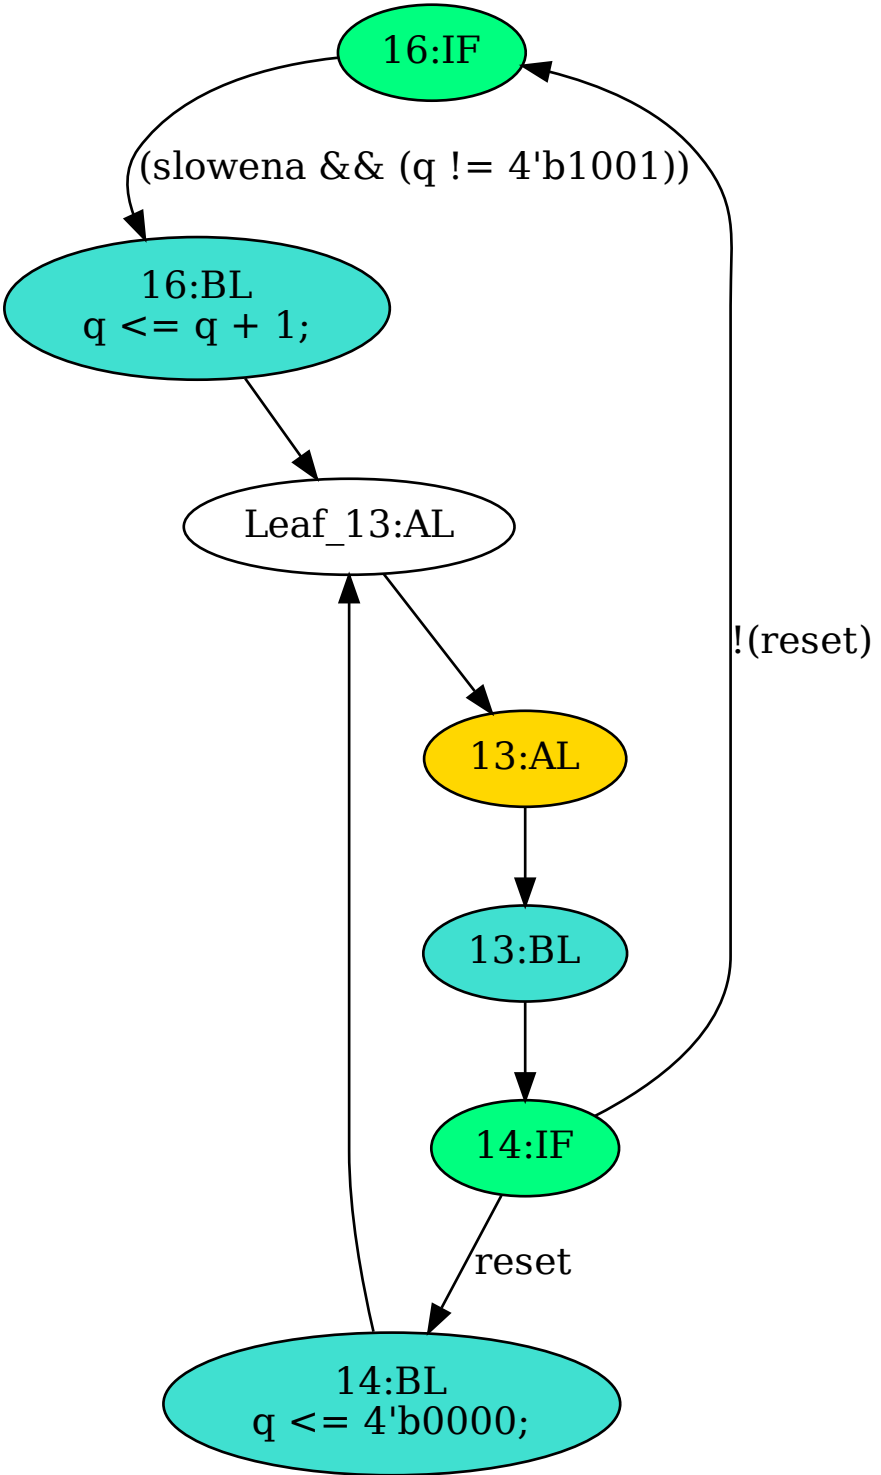 16:IF
(slowena && (q != 4'b1001))
16:BL
q <= q + 1;
Leaf_13:AL
!(reset)
13:AL
13:BL
14:IF
reset
14:BL
q <= 4'b0000;